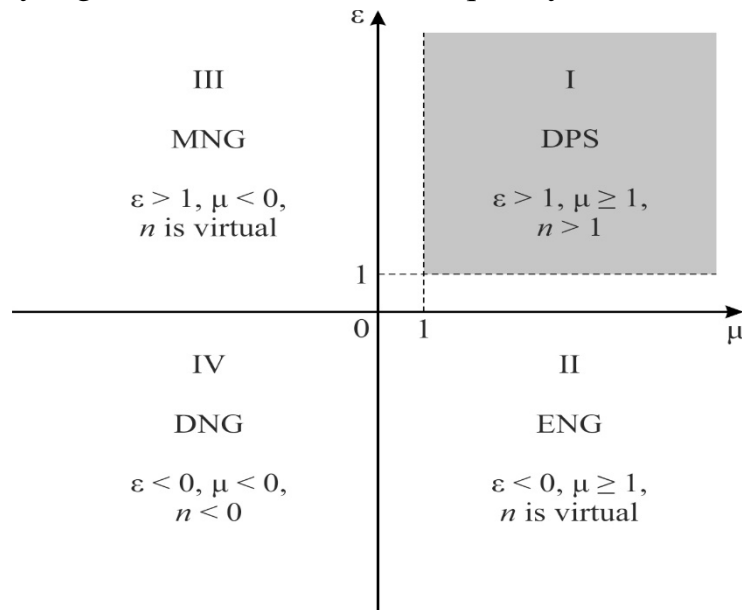 ε
III
MNG
ε > 1, μ < 0,
n is virtual
I
DPS
ε > 1, μ ≥ 1,
n > 1
1
0
1
μ
IV
DNG
ε < 0, μ < 0,
n < 0
II
ENG
ε < 0, μ ≥ 1,
n is virtual